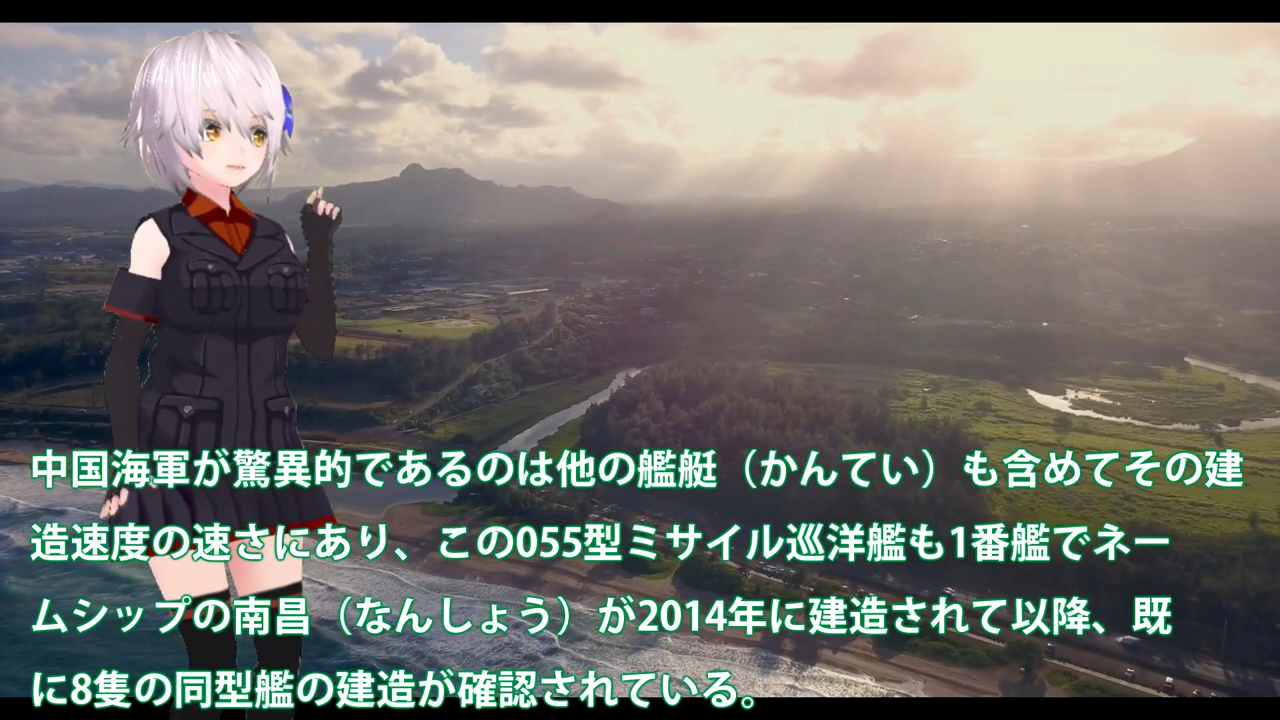 中国海軍が驚異的であるのは他の艦艇（かんてい）も含めてその建
造速度の速さにあり、この055型ミサイル巡洋艦も1番艦でネー
ムシップの南昌（なんしょう）が2014年に建造されて以降、既
に8隻の同型艦の建造が確認されている。